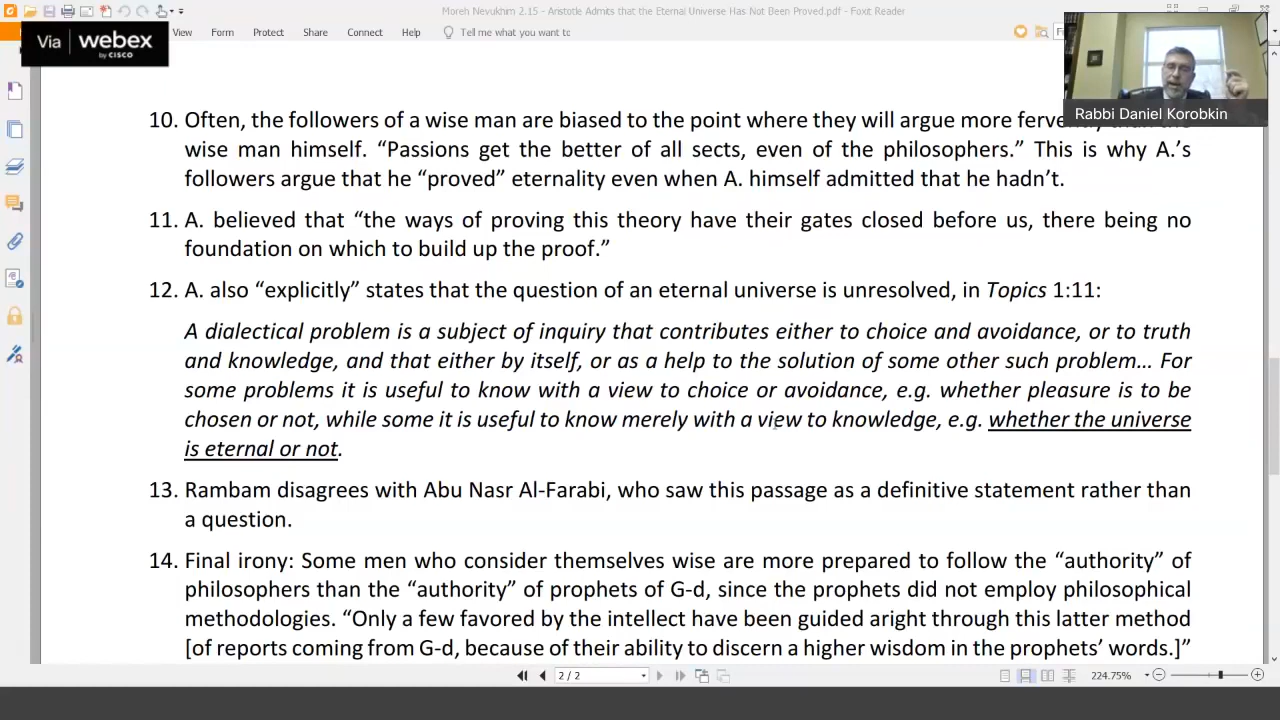 Moreh Nevukhim 2.15 - Aristotle Admits that the Eternal Universe Has Not Been Proved.pdf - Foxit Reader
Via webex
by CISCO
View Form Protect Share Connect Help Tell me what you want to
Rabbi Daniel Korobkin
10. Often, the followers of a wise man are biased to the point where they will argue more
wise man himself. “Passions get the better of all sects, even of the philosophers.” This is why A.’s
followers argue that he “proved” eternality even when A. himself admitted that he hadn’t.
11. A. believed that “the ways of proving this theory have their gates closed before us, there being no
foundation on which to build up the proof.”
12. A. also “explicitly” states that the question of an eternal universe is unresolved, in Topics 1:11:
A dialectical problem is a subject of inquiry that contributes either to choice and avoidance, or to truth
and knowledge, and that either by itself, or as a help to the solution of some other such problem... For
some problems it is useful to know with a view to choice or avoidance, e.g. whether pleasure is to be
chosen or not, while some it is useful to know merely with a view to knowledge, e.g. whether the universe
is eternal or not.
13. Rambam disagrees with Abu Nasr Al-Farabi, who saw this passage as a definitive statement rather than
a question.
14. Final irony: Some men who consider themselves wise are more prepared to follow the “authority” of
philosophers than the “authority” of prophets of G-d, since the prophets did not employ philosophical
methodologies. “Only a few favored by the intellect have been guided aright through this latter method
[of reports coming from G-d, because of their ability to discern a higher wisdom in the prophets’ words.]”
2 / 2
224.75%